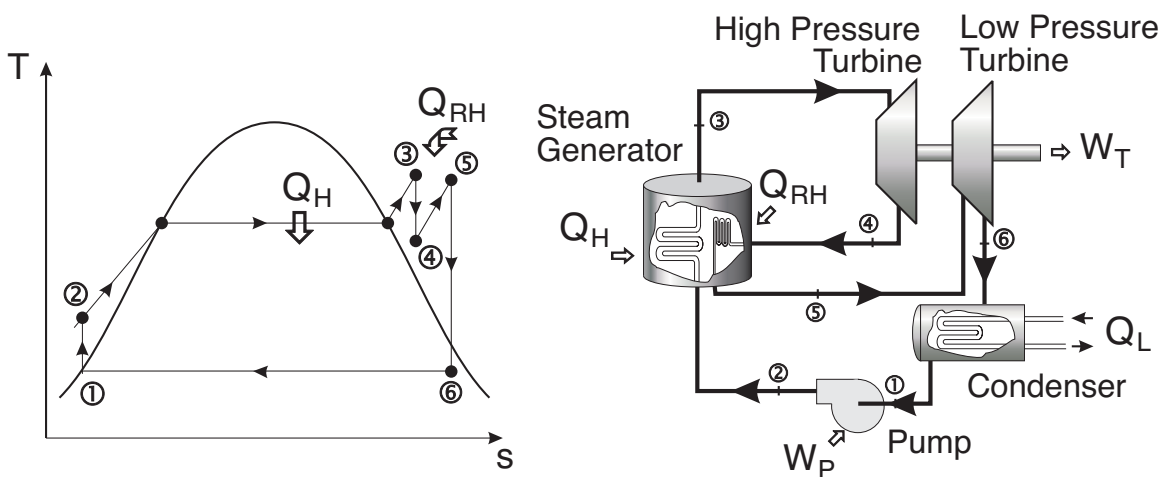 T
Q_RH
③
⑤
Q_H
④
②
①
⑥
s
High Pressure
Turbine
Low Pressure
Turbine
Steam
Generator
③
W_T
Q_RH
Q_H
④
⑥
⑤
Q_L
Condenser
②
①
Pump
W_P